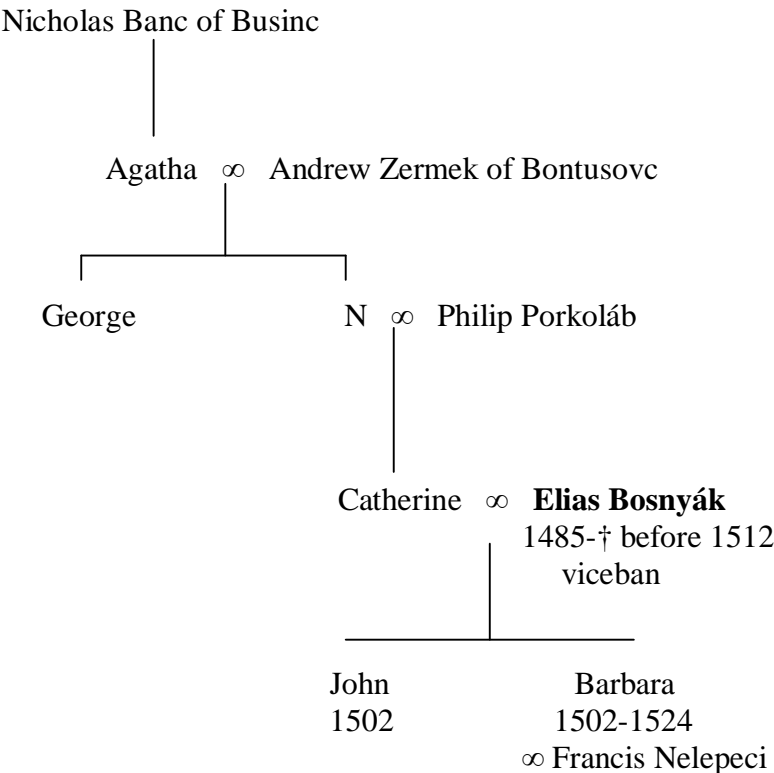 Nicholas Banc of Businc
Agatha ∞ Andrew Zermek of Bontusovc
George N ∞ Philip Porkoláb
Catherine ∞ Elias Bosnyák
1485-† before 1512
viceban
John Barbara
1502 1502-1524
∞ Francis Nelepeci